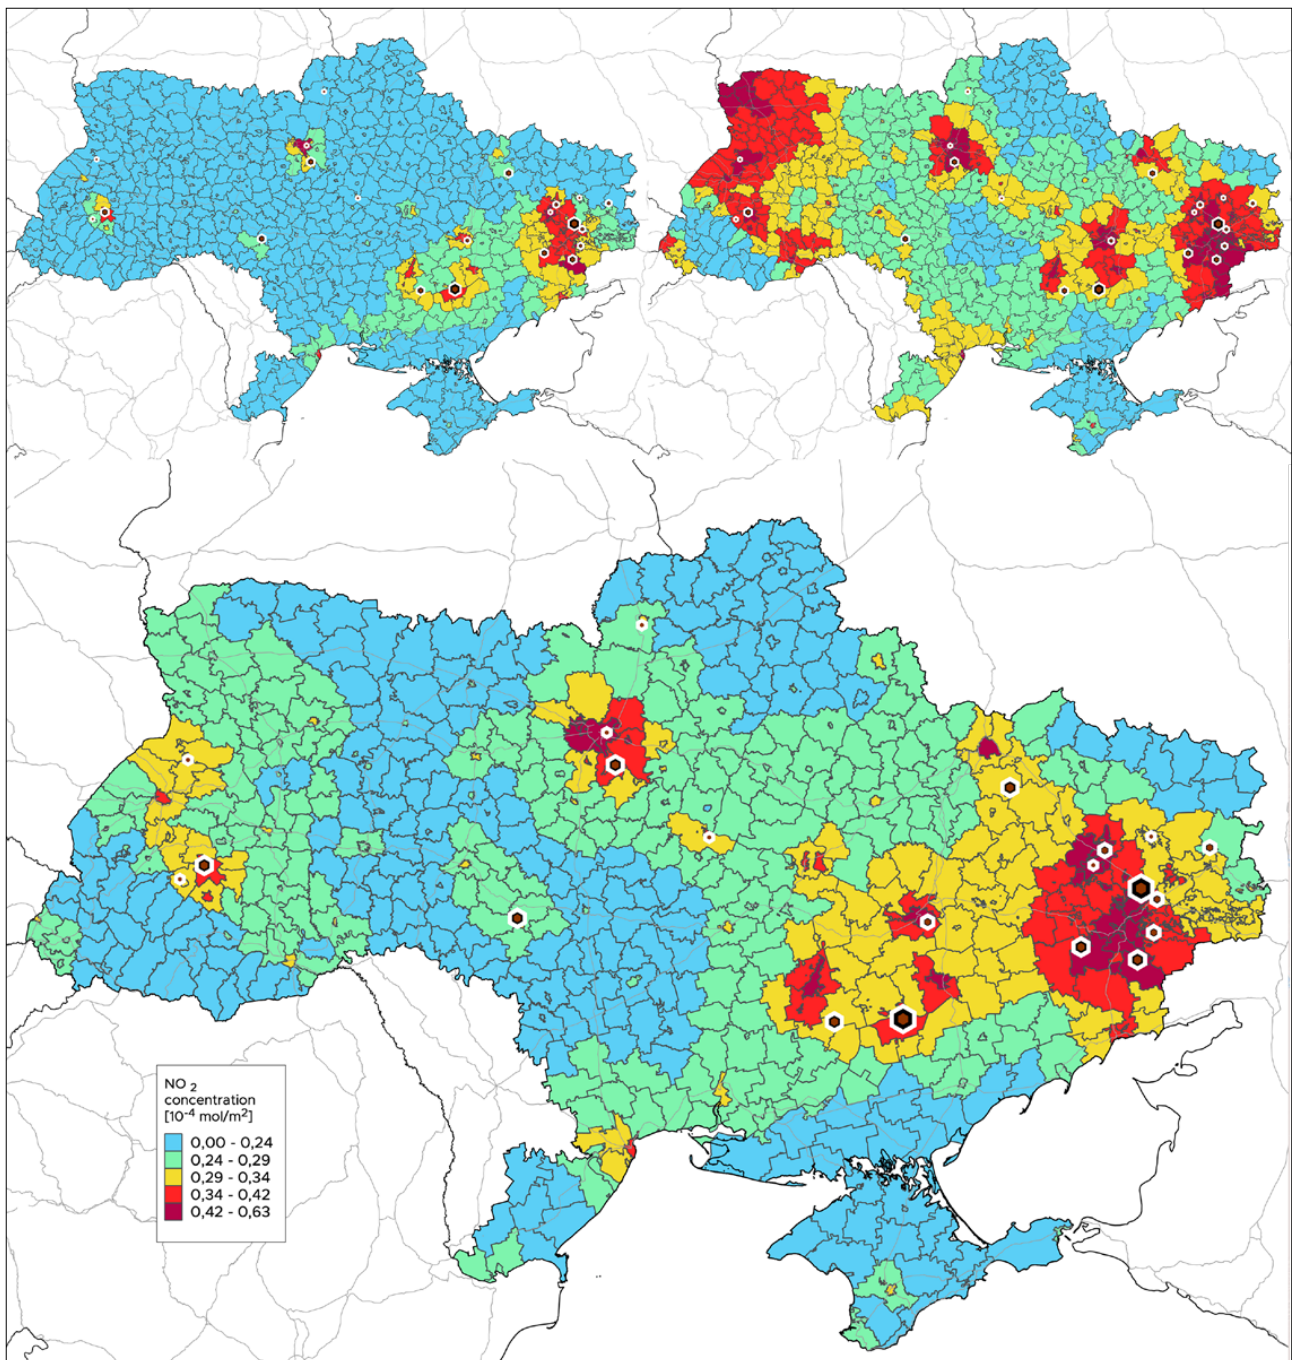 NO 2
concentration
[10-4 mol/m2]
0,00 - 0,24
0,24 - 0,29
0,29 - 0,34
0,34 - 0,42
0,42 - 0,63